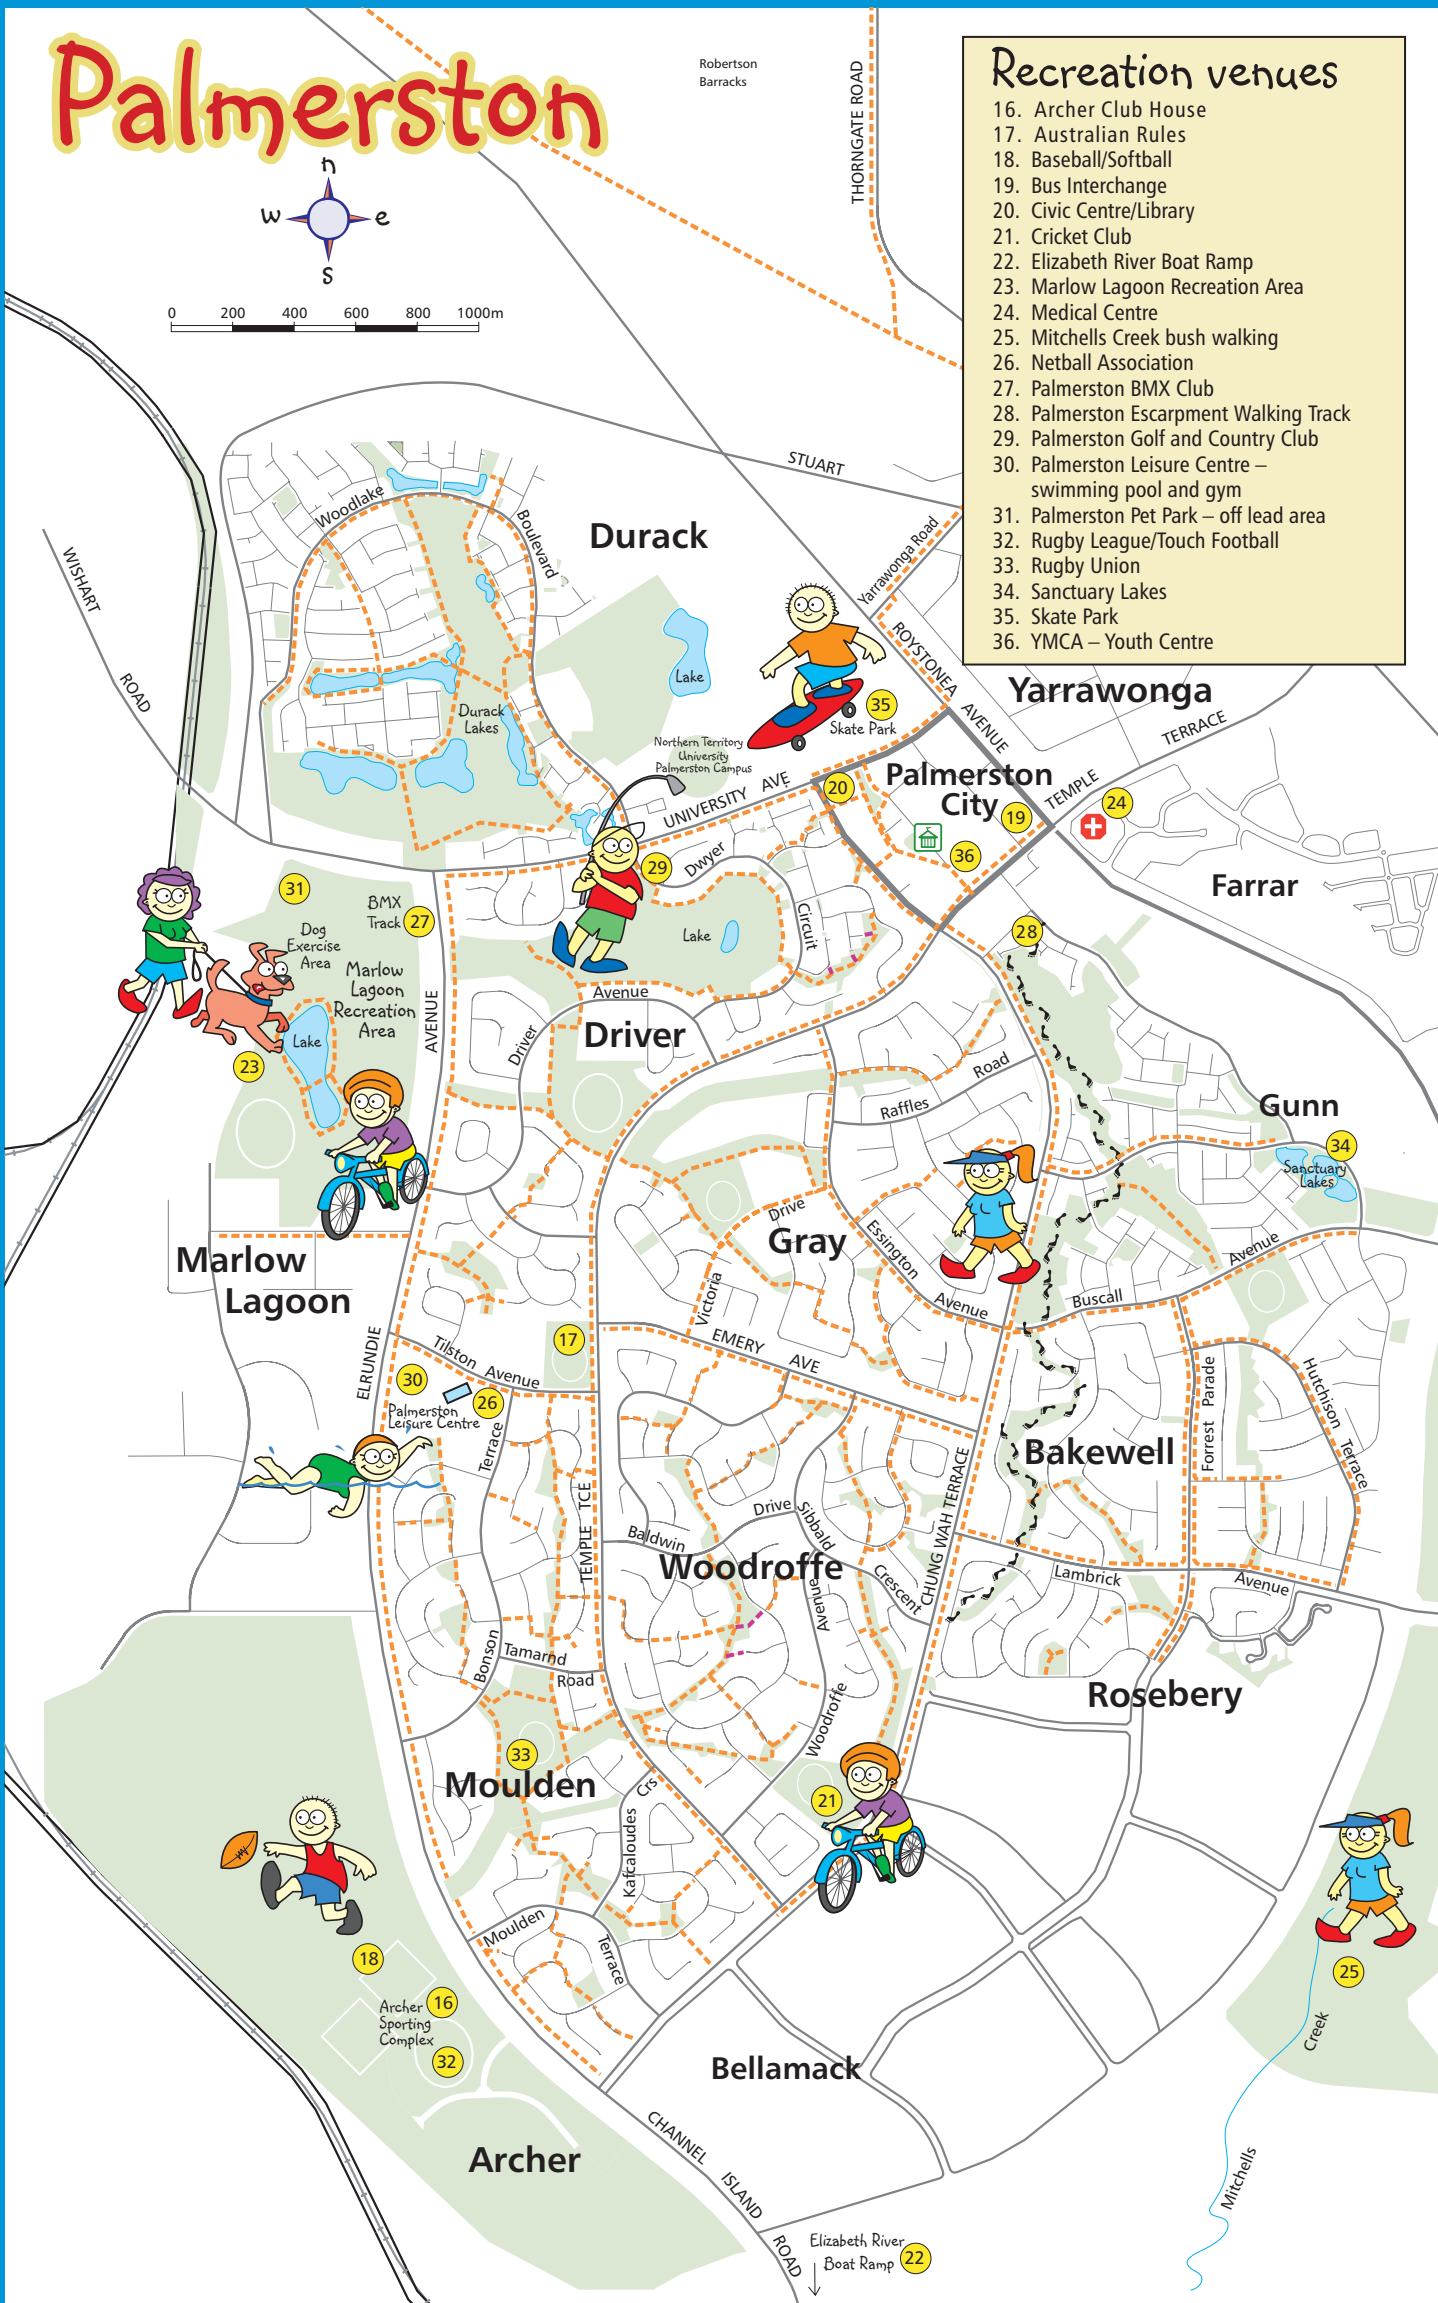 Palmerston
n
w e
s
0 200 400 600 800 1000m
Robertson
Barracks
THORNGATE ROAD
Recreation venues
16. Archer Club House
17. Australian Rules
18. Baseball/Softball
19. Bus Interchange
20. Civic Centre/Library
21. Cricket Club
22. Elizabeth River Boat Ramp
23. Marlow Lagoon Recreation Area
24. Medical Centre
25. Mitchells Creek bush walking
26. Netball Association
27. Palmerston BMX Club
28. Palmerston Escarpment Walking Track
29. Palmerston Golf and Country Club
30. Palmerston Leisure Centre –
swimming pool and gym
31. Palmerston Pet Park – off lead area
32. Rugby League/Touch Football
33. Rugby Union
34. Sanctuary Lakes
35. Skate Park
36. YMCA – Youth Centre
STUART
Woodlake
Boulevard
Durack
Yarrawonga Road
WISHART
ROAD
ROYSTONEA
AVENUE
Lake
35
Skate Park
Yarrawonga
Durack
Lakes
Northern Territory
University
Palmerston Campus
TERRACE
TEMPLE
UNIVERSITY AVE
20
Palmerston
City
19
24
36
29
Dwyer
Circuit
Farrar
31
BMX
Track
27
Dog
Exercise
Area
Marlow
Lagoon
Recreation
Area
Lake
28
Avenue
Driver
Driver
AVENUE
Lake
23
Road
Raffles
Gunn
34
Sanctuary
Lakes
Drive
Gray
Essington
Avenue
Victoria
Avenue
Buscall
Marlow
Lagoon
ELRUNDIE
Tilston Avenue
17
EMERY AVE
30
26
Palmerston
Leisure Centre
Terrace
Forrest Parade
Hutchison Terrace
Bakewell
CHUNG WAH TERRACE
TEMPLE TCE
Drive
Baldwin
Sibbald
Crescent
Woodroffe
Avenue
Woodroffe
Lambrick
Avenue
Bonson
Tamarnd
Road
Rosebery
33
Moulden
Crs
Kafcaloudes
21
Moulden
Terrace
18
16
Archer
Sporting
Complex
32
25
Creek
Mitchells
Bellamack
Archer
CHANNEL ISLAND ROAD
Elizabeth River
Boat Ramp
22